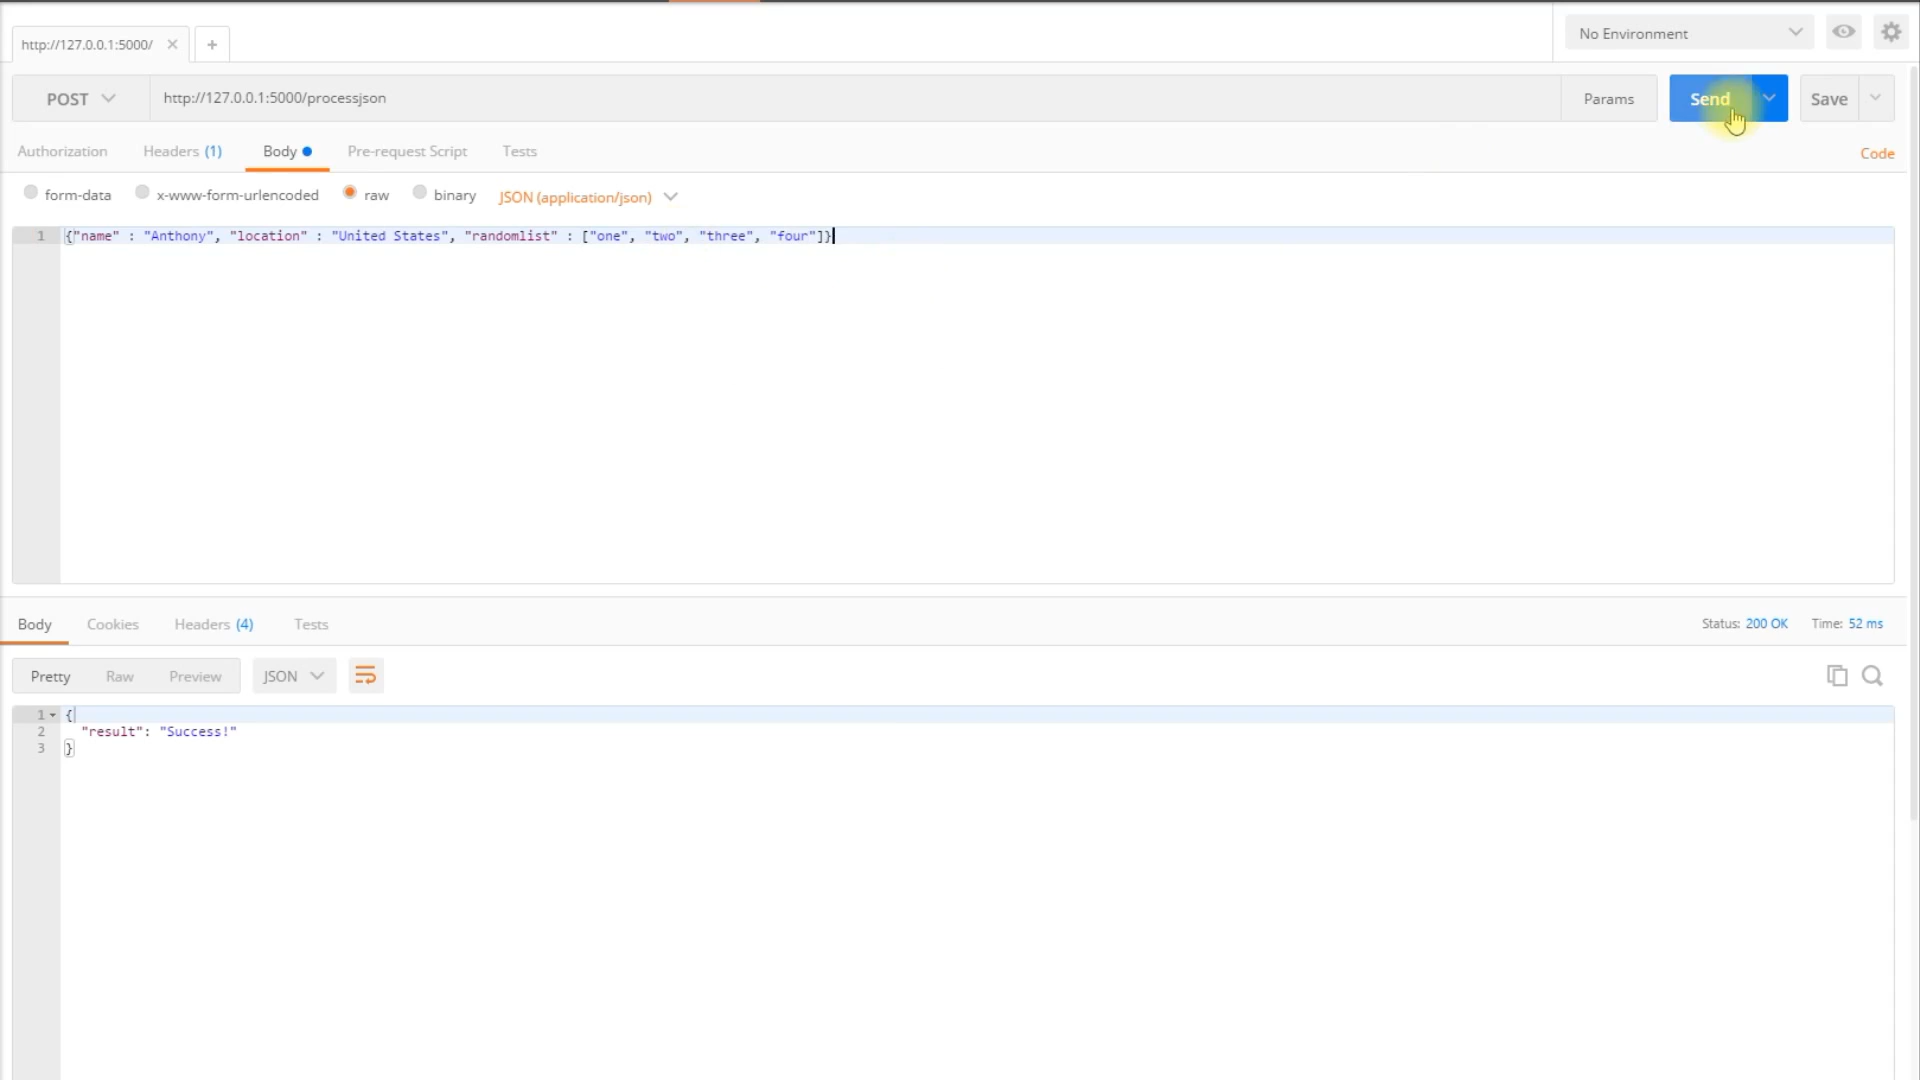 http://127.0.0.1:5000/ No Environment
POST http://127.0.0.1:5000/processjson Params Send Save
Authorization Headers (1) Body Pre-request Script Tests Code
form-data x-www-form-urlencoded raw binary JSON (application/json)
1 {"name" : "Anthony", "location" : "United States", "randomlist" : ["one", "two", "three", "four"]}
Body Cookies Headers (4) Tests Status: 200 OK Time: 52 ms
Pretty Raw Preview JSON
1 {
2 "result": "Success!"
3 }